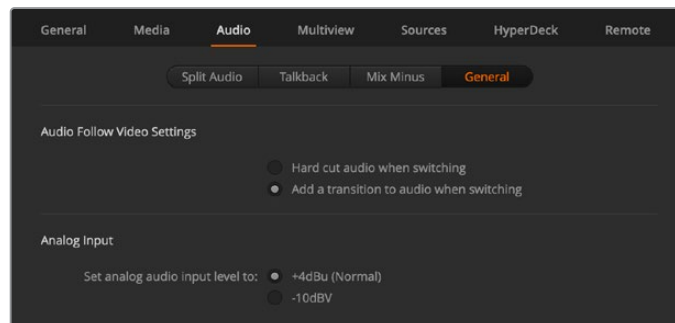 General Media Audio Multiview Sources HyperDeck Remote
Split Audio Talkback Mix Minus General
Audio Follow Video Settings
Hard cut audio when switching
Add a transition to audio when switching
Analog Input
Set analog audio input level to: +4dBu (Normal)
-10dBV